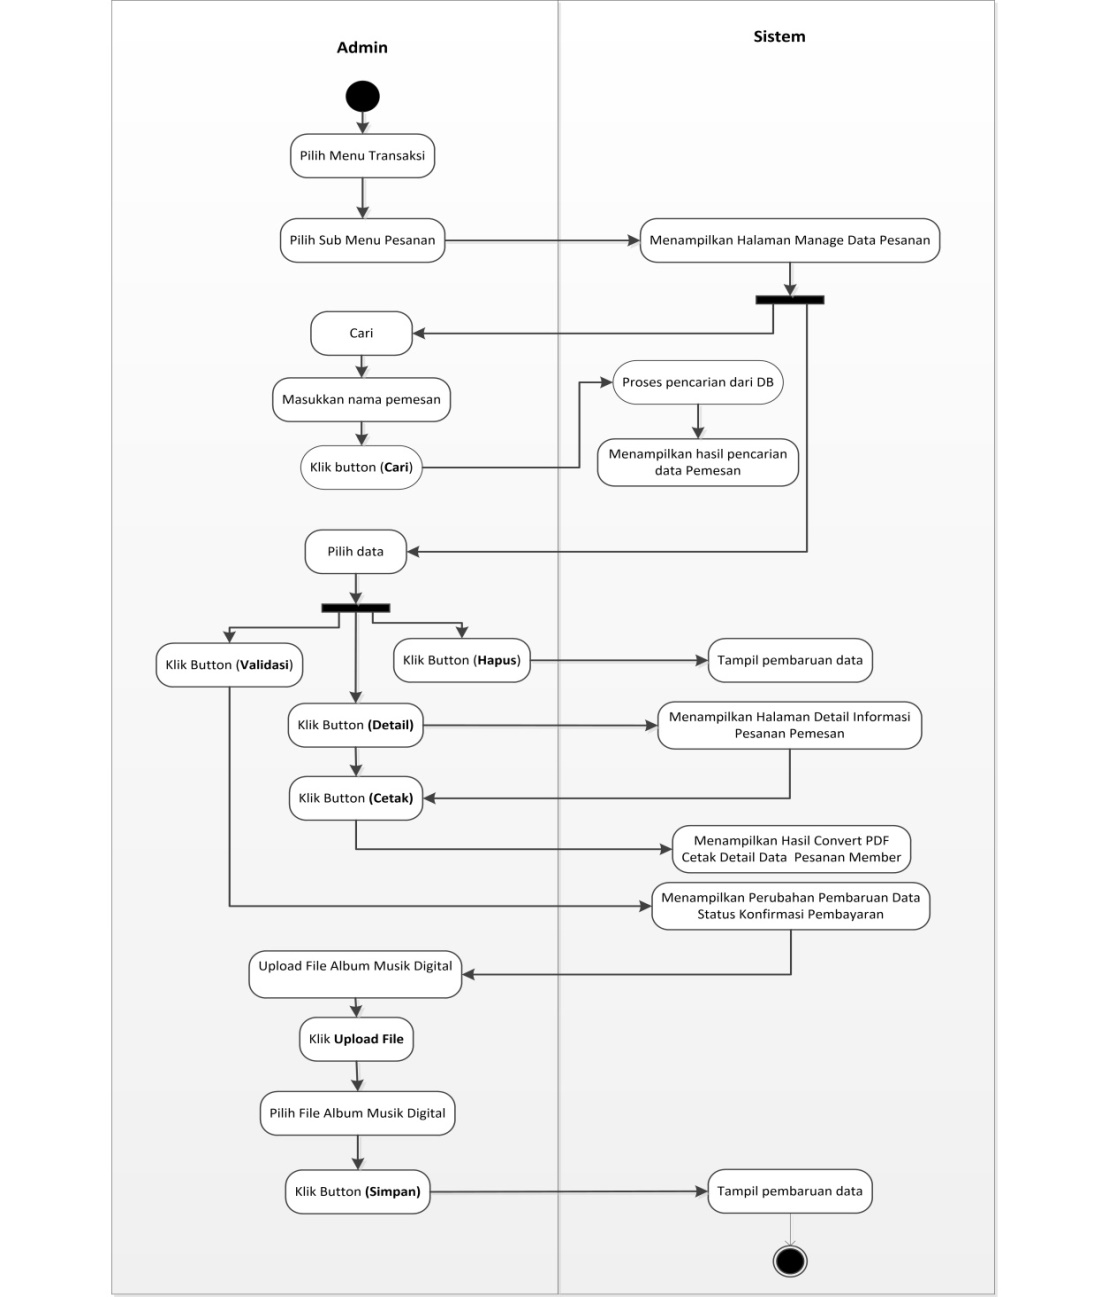 Admin
Sistem
Pilih Menu Transaksi
Pilih Sub Menu Pesanan
Menampilkan Halaman Manage Data Pesanan
Cari
Masukkan nama pemesan
Klik button (Cari)
Proses pencarian dari DB
Menampilkan hasil pencarian
data Pemesan
Pilih data
Klik Button (Validasi)
Klik Button (Hapus)
Tampil pembaruan data
Klik Button (Detail)
Menampilkan Halaman Detail Informasi
Pesanan Pemesan
Klik Button (Cetak)
Menampilkan Hasil Convert PDF
Cetak Detail Data  Pesanan Member
Menampilkan Perubahan Pembaruan Data
Status Konfirmasi Pembayaran
Upload File Album Musik Digital
Klik Upload File
Pilih File Album Musik Digital
Klik Button (Simpan)
Tampil pembaruan data